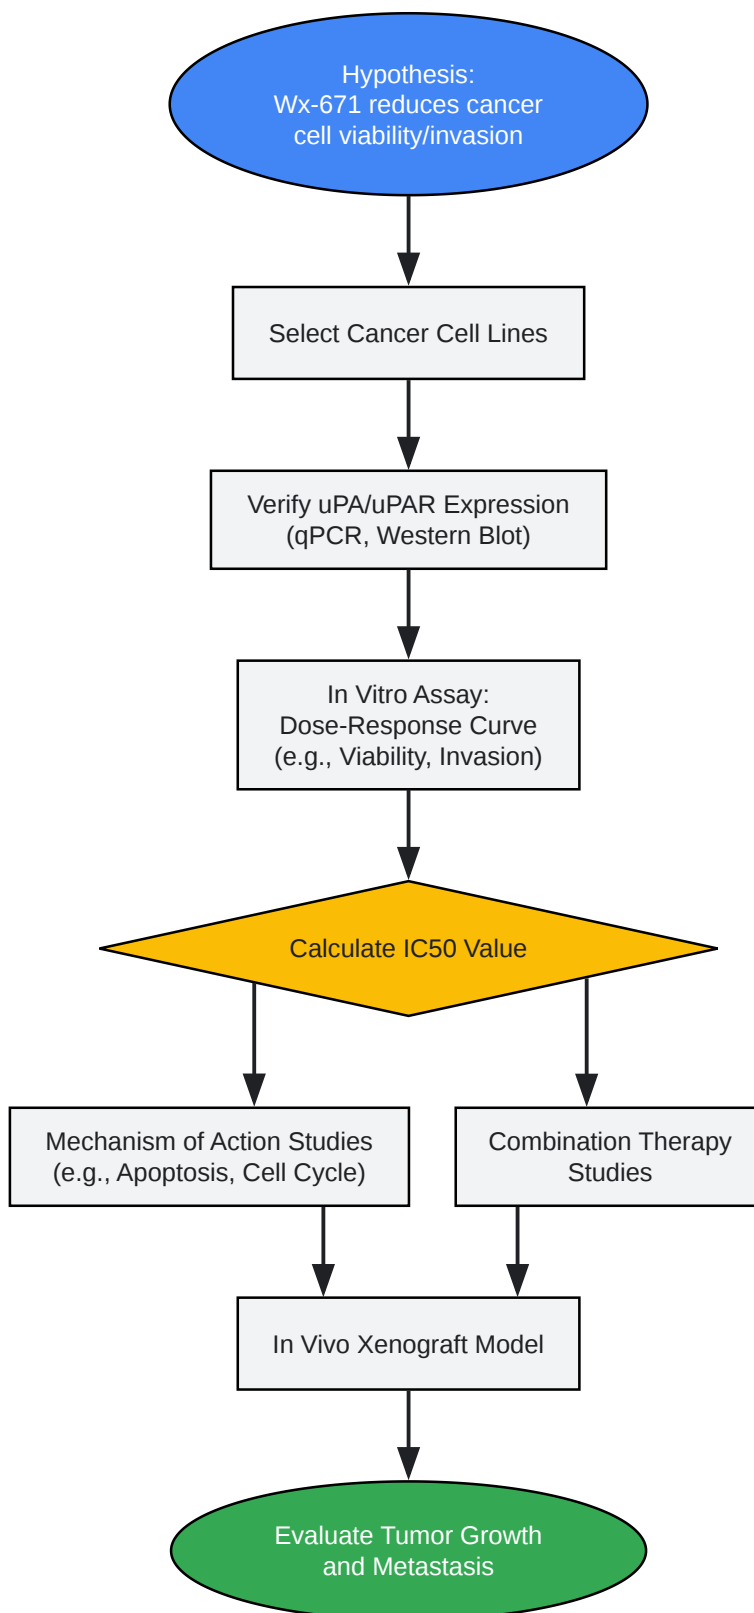 Hypothesis:
Wx-671 reduces cancer
cell viability/invasion
Select Cancer Cell Lines
Verify uPA/uPAR Expression
(qPCR, Western Blot)
In Vitro Assay:
Dose-Response Curve
(e.g., Viability, Invasion)
Calculate IC50 Value
Mechanism of Action Studies
(e.g., Apoptosis, Cell Cycle)
Combination Therapy
Studies
In Vivo Xenograft Model
Evaluate Tumor Growth
and Metastasis